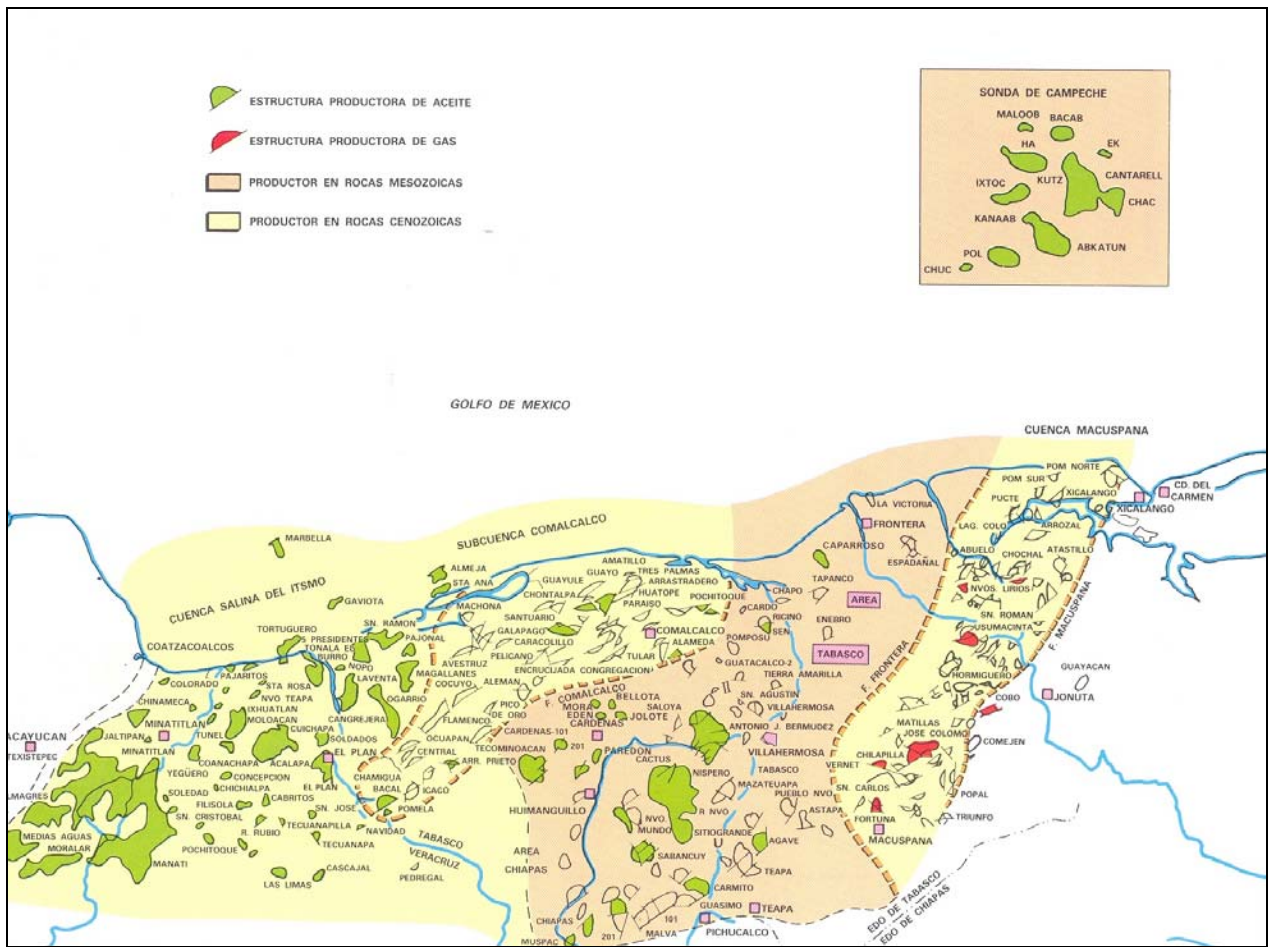 ESTRUCTURA PRODUCTORA DE ACEITE
ESTRUCTURA PRODUCTORA DE GAS
PRODUCTOR EN ROCAS MESOZOICAS
PRODUCTOR EN ROCAS CENOZOICAS
SONDA DE CAMPECHE
MALOOB
BACAB
HA
EK
IXTOC
KUTZ
CANTARELL
CHAC
KANAAB
ABKATUN
POL
CHUC
GOLFO DE MEXICO
CUENCA MACUSPANA
POM NORTE
POM SUR
CD. DEL
CARMEN
PUCTE
XICALANGO
XICALANGO
LA VICTORIA
FRONTERA
LAG. COLO
ARROZAL
MARBELLA
SUBCUENCA COMALCALCO
CAPARROSO
ESPADAÑAL
ABUELO
CHOCHAL
ATASTILLO
CUENCA SALINA DEL ITSMO
ALMEJA
STA ANA
AMATILLO
GUAYO
TRES PALMAS
GUAYULE
ARRASTRADERO
CHONTALPA
HUATOPE
PARAISO
POCHITOQUE
TAPANCO
CHAPO
AREA
NVOS. LIRIOS
GAVIOTA
MACHONA
SANTUARIO
CARDO
RICINO
SEN
ENEBRO
SN. ROMAN
USUMACINTA
F. MACUSPANA
TORTUGUERO
SN. RAMON
5 PRESIDENTES
PAJONAL
GALAPAGO
CARACOLILLO
COMALCALCO
ALAMEDA
POMPOSU
TABASCO
F. FRONTERA
COATZACOALCOS
TONALA EL
BURRO
NOPO
PELICANO
TULAR
AVESTRUZ
ENCRUCIJADA
CONGREGACION
GUATACALCO-2
TIERRA AMARILLA
HORMIGUERO
GUAYACAN
JONUTA
COBO
PAJARITOS
COLORADO
STA ROSA
LAVENTA
MAGALLANES
COCUYO
ALEMAN
F. COMALCALCO
SN. AGUSTIN
CHINAMECA
NVO TEAPA
IXHUATLAN
OGARRIO
PICO
DE ORO
MORA
BELLOTA
EDEN
JOLOTE
SALOYA
VILLAHERMOSA
MATILLAS
JOSE COLOMO
COMEJEN
MOLOACAN
CANGREJERA
FLAMENCO
CARDENAS
CARDENAS-101
ANTONIO J. BERMUDEZ
ACAYUCAN
TEXISTEPEC
JALTIPAN
MINATITLAN
MINATITLAN
TUNEL
CUICHAPA
SOLDADOS
EL PLAN
OCUAPAN
CENTRAL
TECOMINOACAN
201
PAREDON
VILLAHERMOSA
CHILAPILLA
VERNET
YEGÜERO
COANACHAPA
ACALAPA
ARR. PRIETO
CACTUS
NISPERO
TABASCO
MAZATEUPA
PUEBLO NVO
SN. CARLOS
POPAL
CONCEPCION
CHICHIALPA
EL PLAN
CHAMIGUA
BACAL
ICACO
SOLEDAD
FILISOLA
CABRITOS
SN. JOSE
POMELA
HUIMANGUILLO
R NVO
ASTAPA
FORTUNA
TRIUNFO
ALMAGRES
SN. CRISTOBAL
R. RUBIO
TECUANAPILLA
NAVIDAD
NVO.
MUNDO
SITIOGRANDE
AGAVE
MACUSPANA
MEDIAS AGUAS
MORALAR
POCHITOQUE
TECUANAPA
TABASCO
VERACRUZ
AREA
CHIAPAS
SABANCUY
MANATI
LAS LIMAS
CASCAJAL
PEDREGAL
TEAPA
CARMITO
GUASIMO
TEAPA
CHIAPAS
101
MALVA
PICHUCALCO
EDO DE TABASCO
EDO DE CHIAPAS
MUSPAC
201